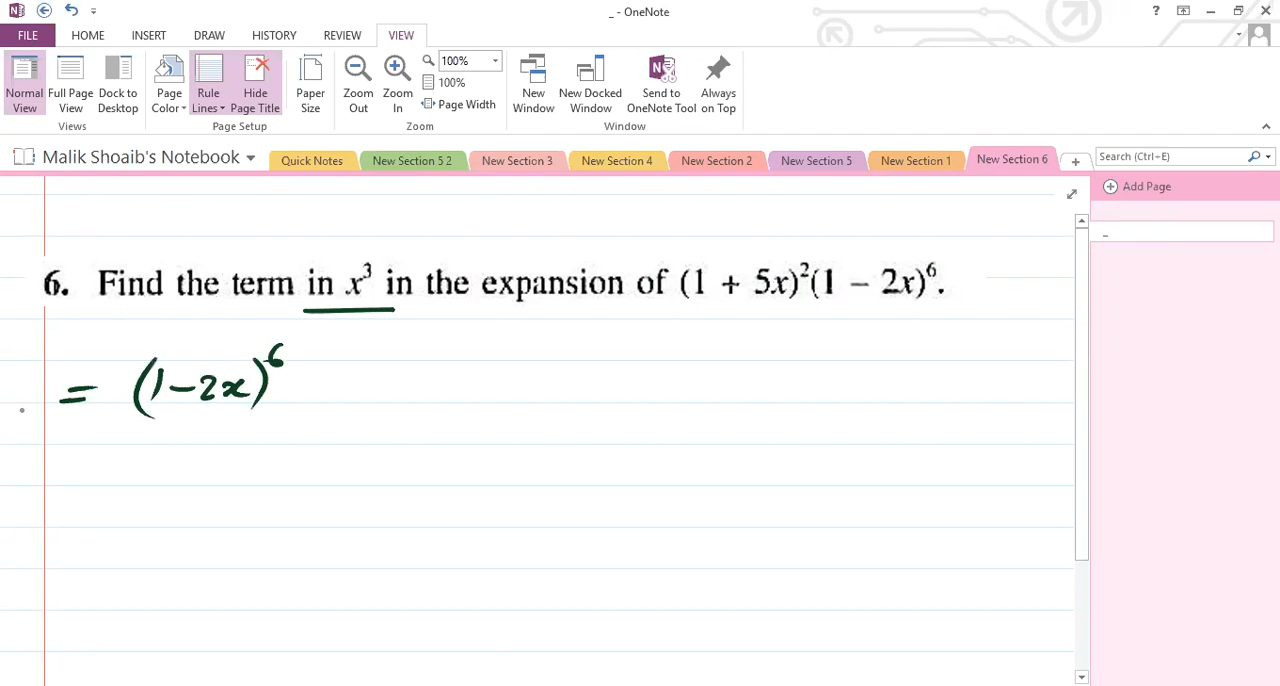 _ - OneNote
FILE HOME INSERT DRAW HISTORY REVIEW VIEW
Normal View Full Page View Dock to Desktop
Views
Page Color Rule Lines Hide Page Title Paper Size
Page Setup
Zoom Out Zoom In 100% 100% Page Width
Zoom
New Window New Docked Window Send to OneNote Tool Always on Top
Window
Malik Shoaib's Notebook Quick Notes New Section 5 2 New Section 3 New Section 4 New Section 2 New Section 5 New Section 1 New Section 6 + Search (Ctrl+E)
Add Page
_
6. Find the term in x³ in the expansion of (1 + 5x)²(1 − 2x)⁶.
= (1−2x)⁶